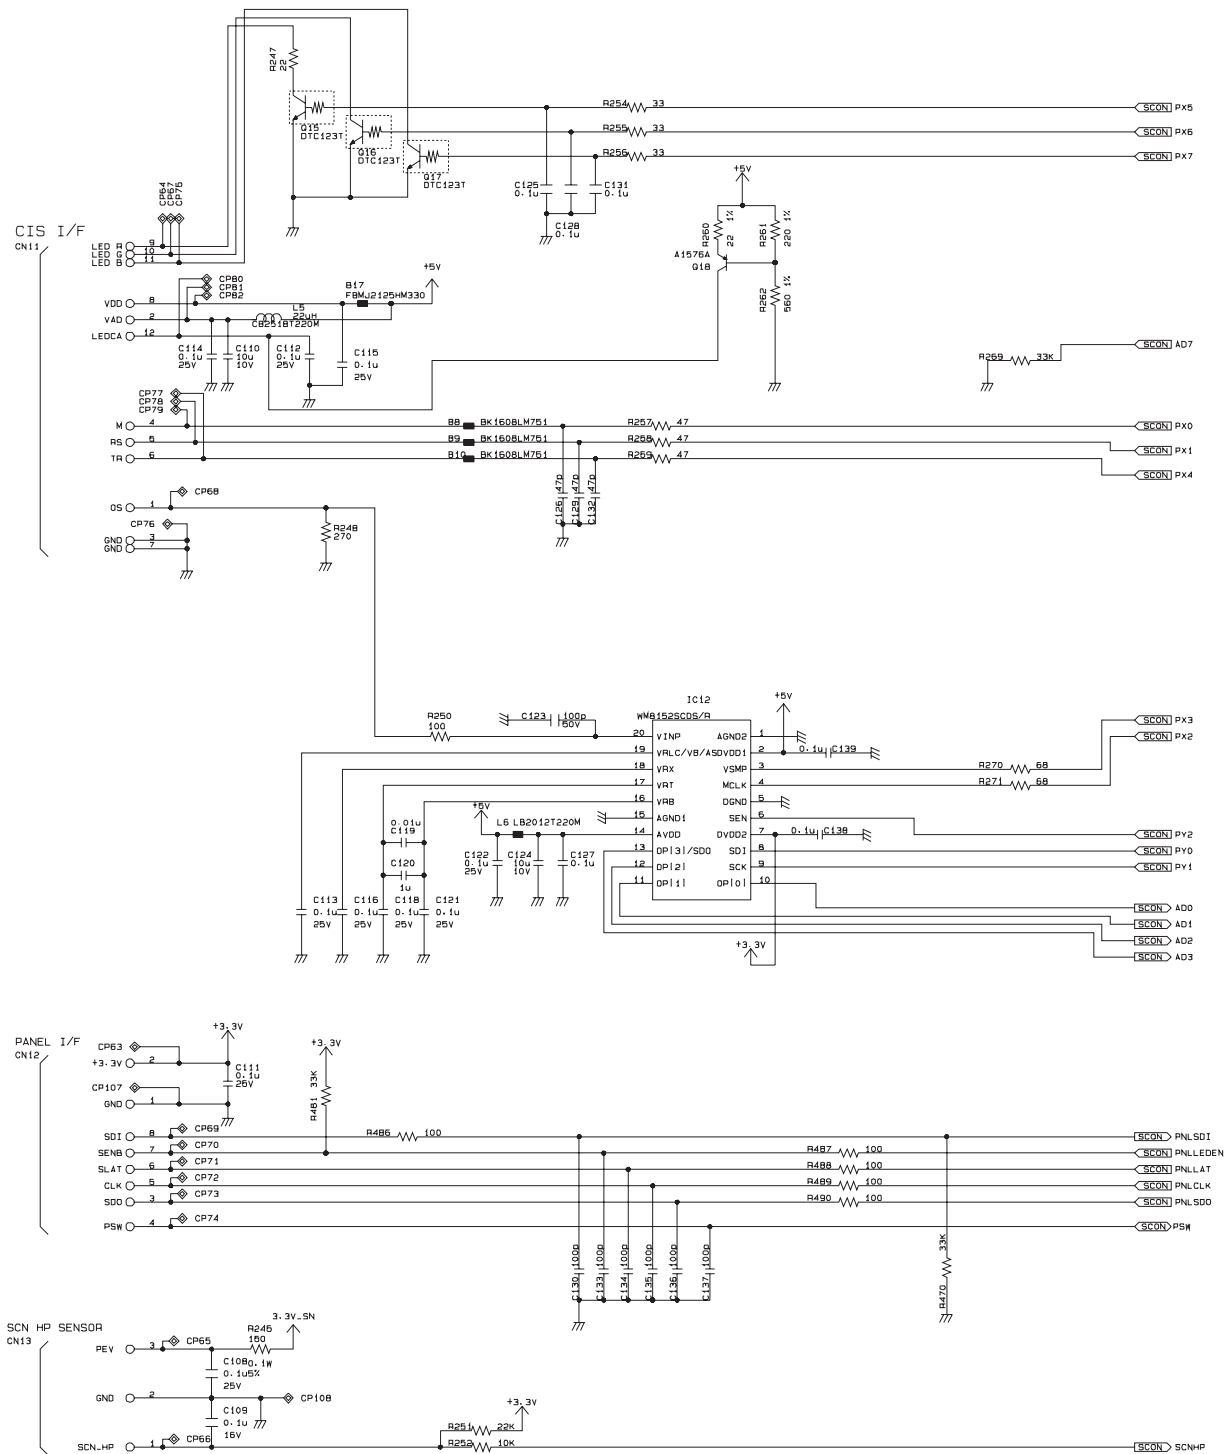 R247
22
R254 33
SCON PX5
Q15
DTC123T
R255 33
SCON PX6
Q16
DTC123T
R256 33
SCON PX7
Q17
DTC123T
CP64
CP67
CP75
C125
0.1u
C131
0.1u
C128
0.1u
+5V
R260
22 1%
R261
220 1%
A1576A
Q18
R262
560 1%
CIS I/F
CN11
LED R 9
LED G 10
LED B 11
CP80
CP81
CP82
B17
FBMJ2125HM330
+5V
VDD 8
L5
22uH
CB2518T220M
VAD 2
LEDCA 12
C114
0.1u
25V
C110
10u
10V
C112
0.1u
25V
C115
0.1u
25V
SCON AD7
R269 33K
CP77
CP78
CP79
M 4
B8 BK1608LM751
R257 47
SCON PX0
RS 5
B9 BK1608LM751
R258 47
SCON PX1
TR 6
B10 BK1608LM751
R259 47
SCON PX4
C126 47p
C129 47p
C132 47p
CP68
OS 1
CP76
R248
270
GND 3
GND 7
IC12
WM8152SCDS/R
+5V
C123 100p
50V
R250
100
SCON PX3
SCON PX2
20 VINP
AGND2 1
19 VRLC/VB/ASDVDD1 2
0.1u C139
18 VRX
VSMP 3
R270 68
17 VRT
MCLK 4
R271 68
16 VRB
DGND 5
15 AGND1
SEN 6
0.01u
C119
+5V
L6 LB2012T220M
14 AVDD
DVDD2 7
0.1u C138
SCON PY2
13 OP[3]/SDO
SDI 8
SCON PY0
12 OP[2]
SCK 9
SCON PY1
11 OP[1]
OP[0] 10
C120
1u
C122
0.1u
25V
C124
10u
10V
C127
0.1u
C113
0.1u
25V
C116
0.1u
25V
C118
0.1u
25V
C121
0.1u
25V
SCON AD0
SCON AD1
SCON AD2
SCON AD3
+3.3V
PANEL I/F
CN12
CP63
+3.3V
+3.3V 2
C111
0.1u
25V
+3.3V
CP107
GND 1
R481 33K
CP69
SDI 8
R486 100
SCON PNLSDI
CP70
SENB 7
R487 100
SCON PNLLEDEN
CP71
SLAT 6
R488 100
SCON PNLLAT
CP72
CLK 5
R489 100
SCON PNLCLK
CP73
SDO 3
R490 100
SCON PNLSDO
CP74
PSW 4
SCON PSW
C130 100p
C133 100p
C134 100p
C135 100p
C136 100p
C137 100p
R470 33K
SCN HP SENSOR
CN13
3.3V_SN
R245
150
0.1W
5%
PEV 3
CP65
C108
0.1u
25V
GND 2
CP108
C109
0.1u
16V
+3.3V
R251 22K
SCN_HP 1
CP66
R252 10K
SCON SCNHP